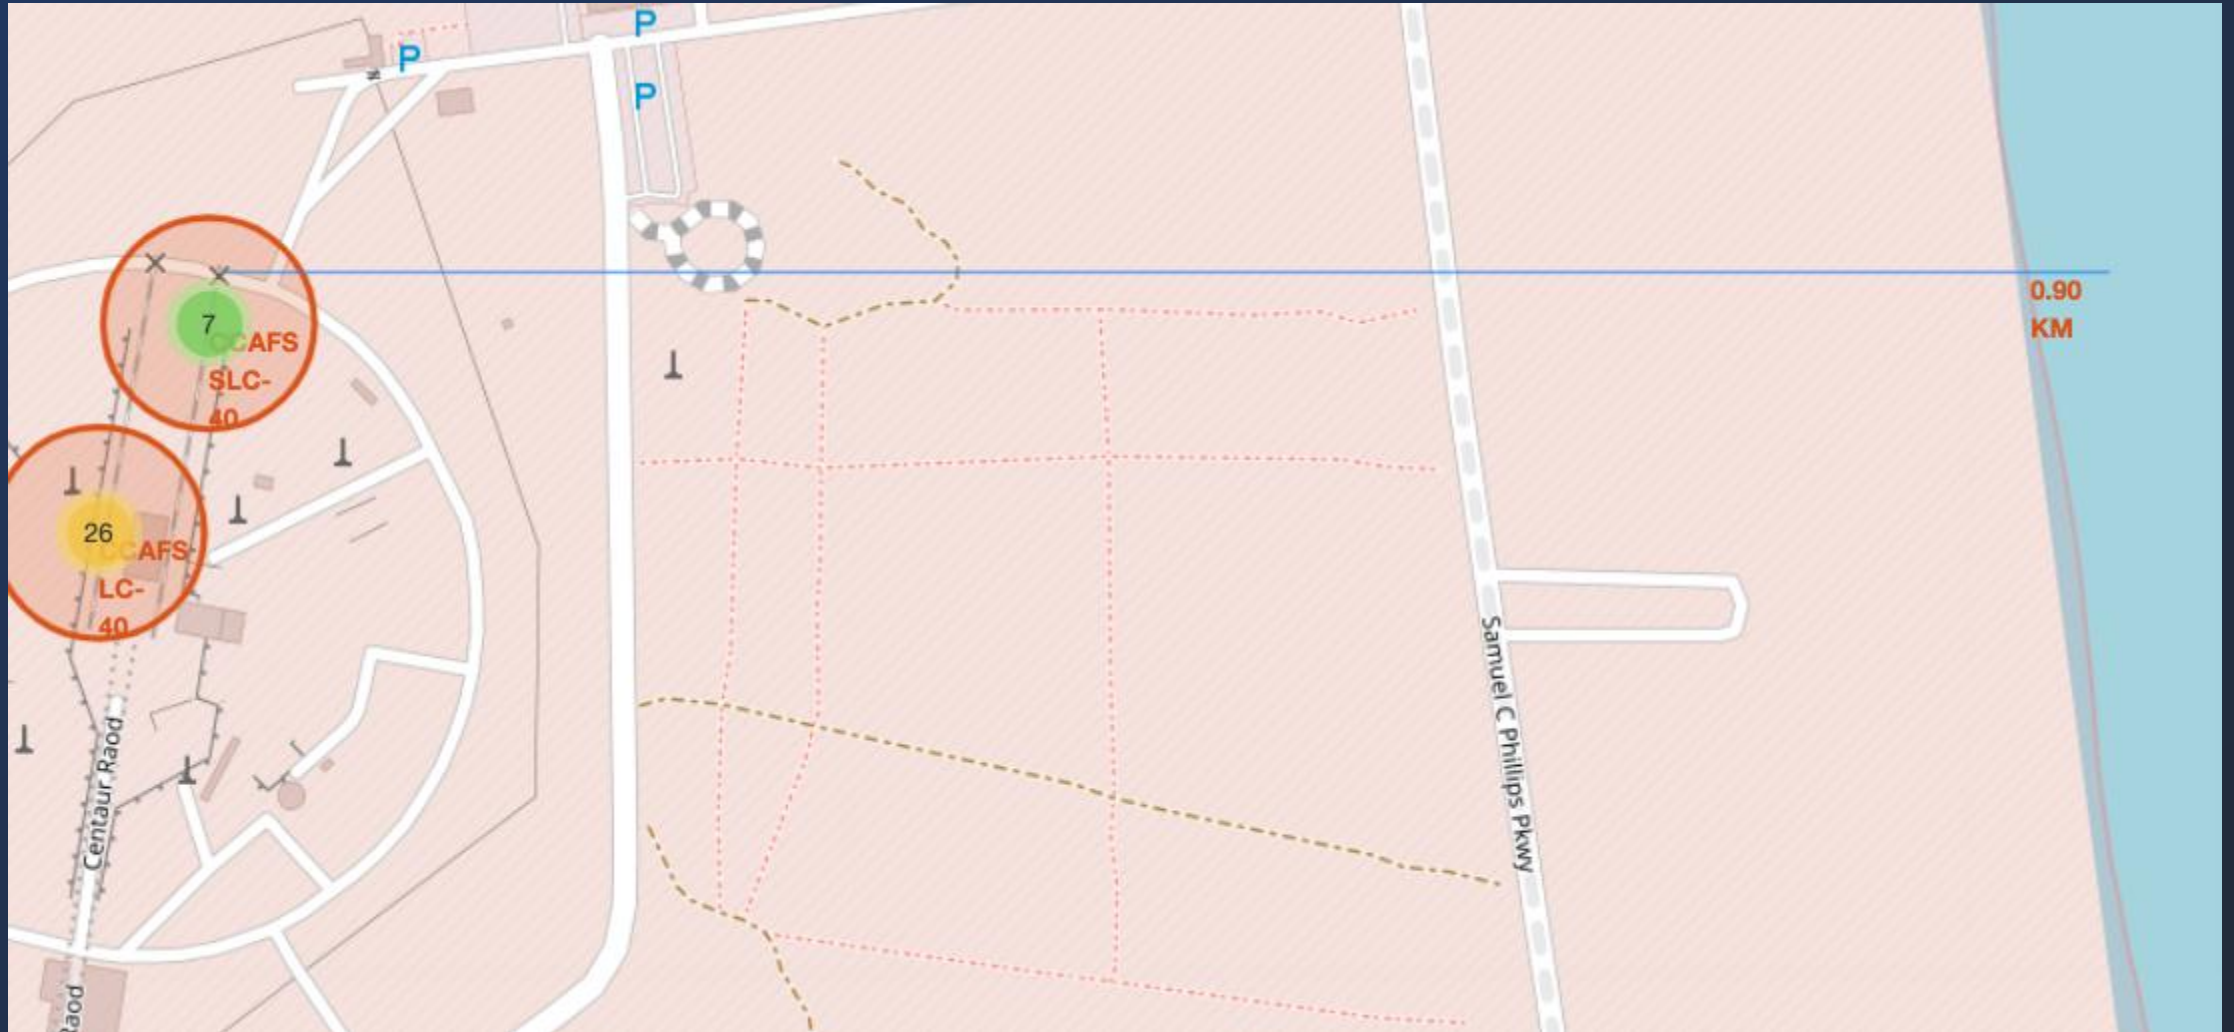 P
P
P
0.90
KM
7
CCAFS
SLC-
40
26
CCAFS
LC-
40
Samuel C Phillips Pkwy
Centaur Raod
Raod